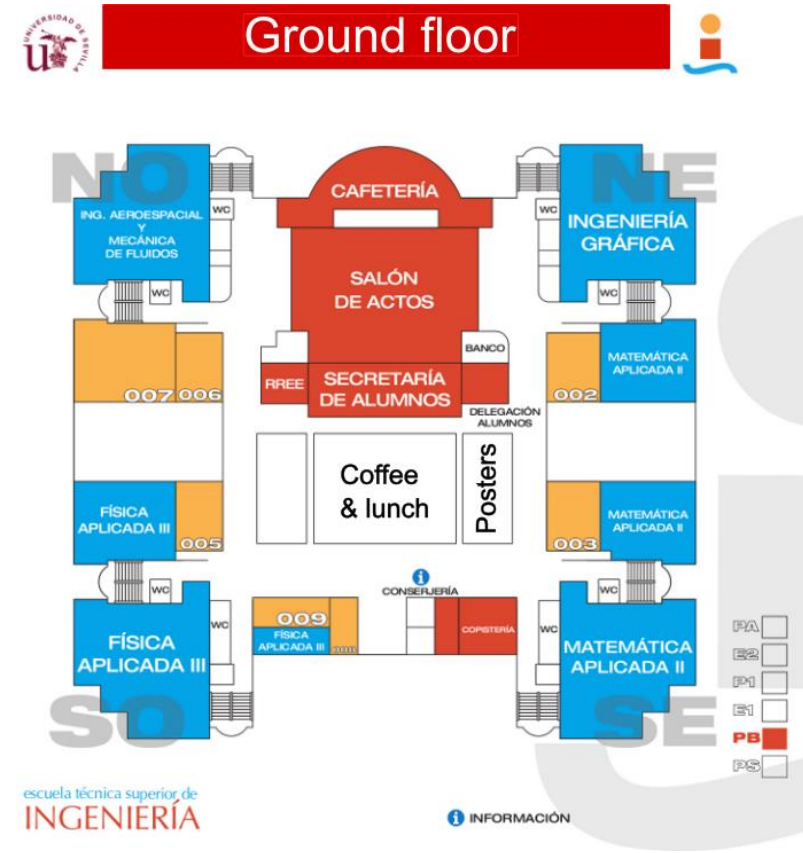 UNIVERSIDAD DE SEVILLA
Ground floor
NO
NE
CAFETERÍA
ING. AEROESPACIAL
Y
MECÁNICA
DE FLUIDOS
WC
WC
INGENIERÍA
GRÁFICA
SALÓN
DE ACTOS
WC
WC
BANCO
MATEMÁTICA
APLICADA II
RREE
SECRETARÍA
DE ALUMNOS
007
006
002
DELEGACIÓN
ALUMNOS
Coffee
& lunch
Posters
FÍSICA
APLICADA III
005
003
MATEMÁTICA
APLICADA II
i
CONSERJERÍA
WC
WC
009
FÍSICA
APLICADA III
COPISTERÍA
WC
WC
FÍSICA
APLICADA III
MATEMÁTICA
APLICADA II
SO
SE
PA
E2
P1
E1
PB
PS
escuela técnica superior de
INGENIERÍA
i INFORMACIÓN